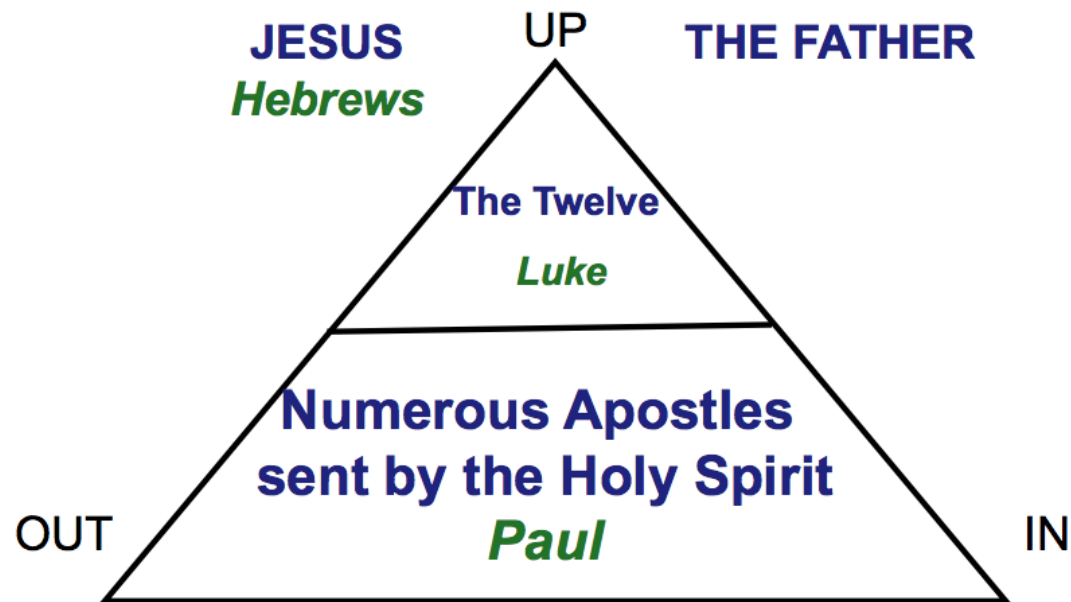 UP
JESUS
THE FATHER
Hebrews
The Twelve
Luke
Numerous Apostles
sent by the Holy Spirit
OUT
IN
Paul